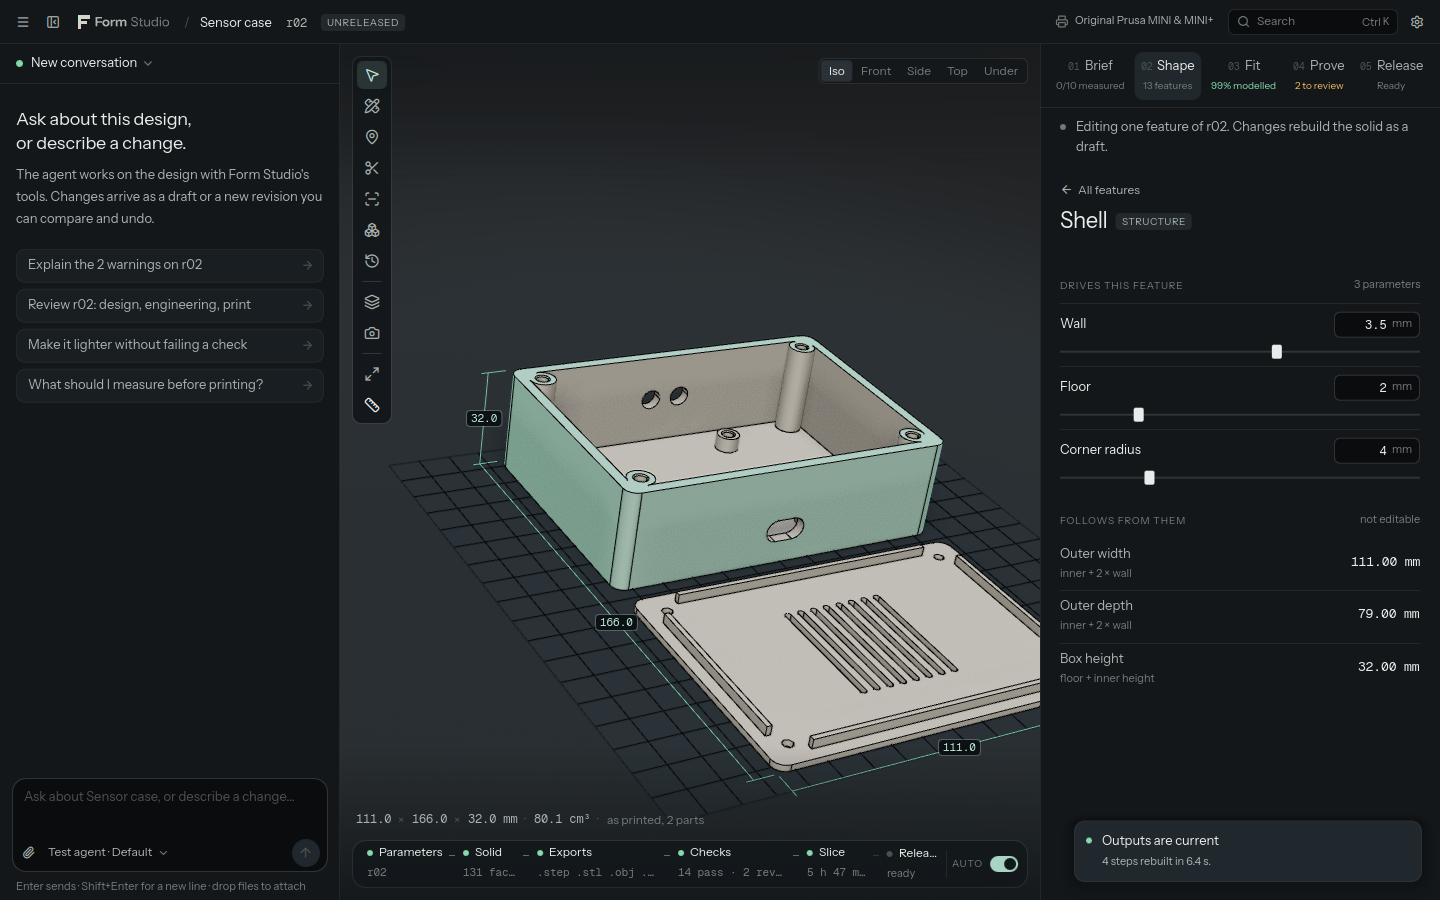 Form Studio / Sensor case r02 UNRELEASED
Original Prusa MINI & MINI+
Search Ctrl K
New conversation
Ask about this design,
or describe a change.
The agent works on the design with Form Studio's
tools. Changes arrive as a draft or a new revision you
can compare and undo.
Explain the 2 warnings on r02
Review r02: design, engineering, print
Make it lighter without failing a check
What should I measure before printing?
Ask about Sensor case, or describe a change...
Test agent · Default
Enter sends · Shift+Enter for a new line · drop files to attach
Iso Front Side Top Under
32.0
166.0
111.0
111.0 × 166.0 × 32.0 mm · 80.1 cm³ · as printed, 2 parts
Parameters Solid Exports Checks Slice Relea...
r02 131 fac... .step .stl .obj ... 14 pass · 2 rev... 5 h 47 m... ready
AUTO
01 Brief 02 Shape 03 Fit 04 Prove 05 Release
0/10 measured 13 features 99% modelled 2 to review Ready
Editing one feature of r02. Changes rebuild the solid as a
draft.
All features
Shell STRUCTURE
DRIVES THIS FEATURE 3 parameters
Wall 3.5 mm
Floor 2 mm
Corner radius 4 mm
FOLLOWS FROM THEM not editable
Outer width
inner + 2 × wall
111.00 mm
Outer depth
inner + 2 × wall
79.00 mm
Box height
floor + inner height
32.00 mm
Outputs are current
4 steps rebuilt in 6.4 s.